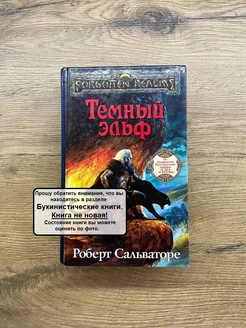 FORGOTTEN REALMS
Темный
эльф
Прошу обратить внимание, что вы
находитесь в разделе
Букинистические книги.
Книга не новая!
Состояние книги вы можете
оценить по фото.
Роберт Сальваторе